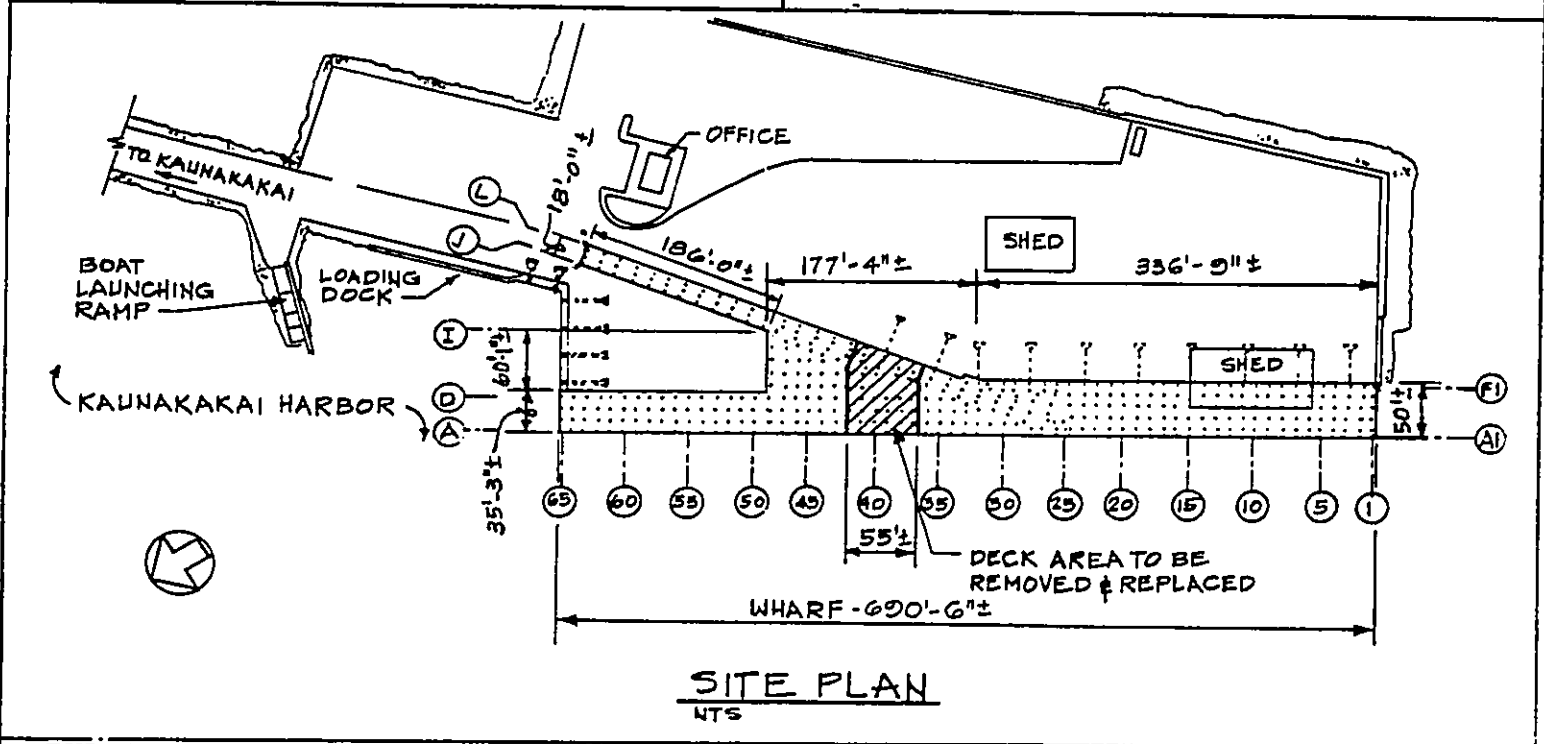 OFFICE
TO KAUNAKAKAI
18'-0"±
L
J
186'-0"±
SHED
177'-4"±
336'-9"±
BOAT
LAUNCHING
RAMP
LOADING
DOCK
I
60'-1"±
SHED
D
F1
KAUNAKAKAI HARBOR
A
50'±
A1
35'-3"±
65
60
55
50
45
40
35
30
25
20
15
10
5
1
55'±
DECK AREA TO BE
REMOVED & REPLACED
WHARF - 690'-6"±
SITE PLAN
NTS